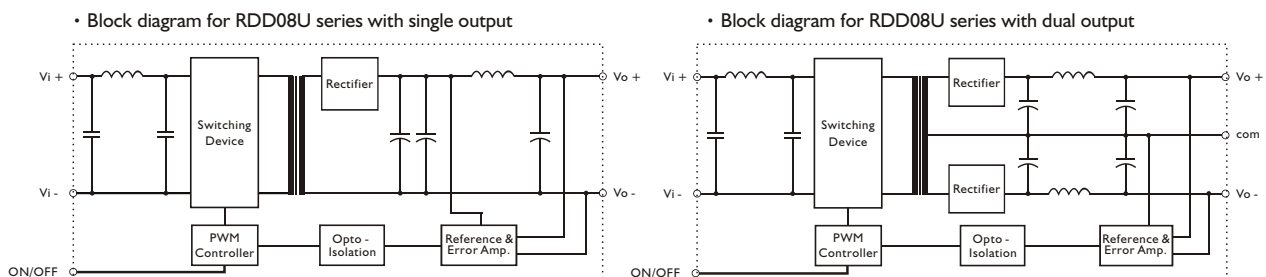 • Block diagram for RDD08U series with single output
Vi +
Vi -
ON/OFF
Switching
Device
Rectifier
PWM
Controller
Opto -
Isolation
Reference &
Error Amp.
Vo +
Vo -
• Block diagram for RDD08U series with dual output
Vi +
Vi -
ON/OFF
Switching
Device
Rectifier
Rectifier
PWM
Controller
Opto -
Isolation
Reference &
Error Amp.
Vo +
com
Vo -